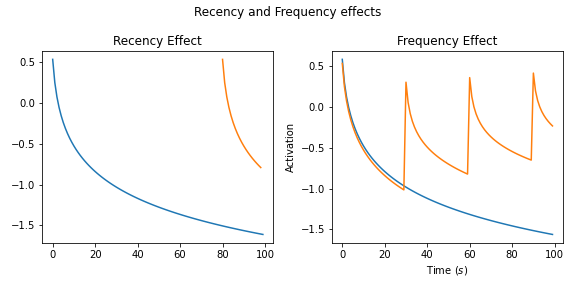 Recency and Frequency effects
Recency Effect
0.5
0.0
−0.5
−1.0
−1.5
0 20 40 60 80 100
Frequency Effect
Activation
0.5
0.0
−0.5
−1.0
−1.5
0 20 40 60 80 100
Time (s)